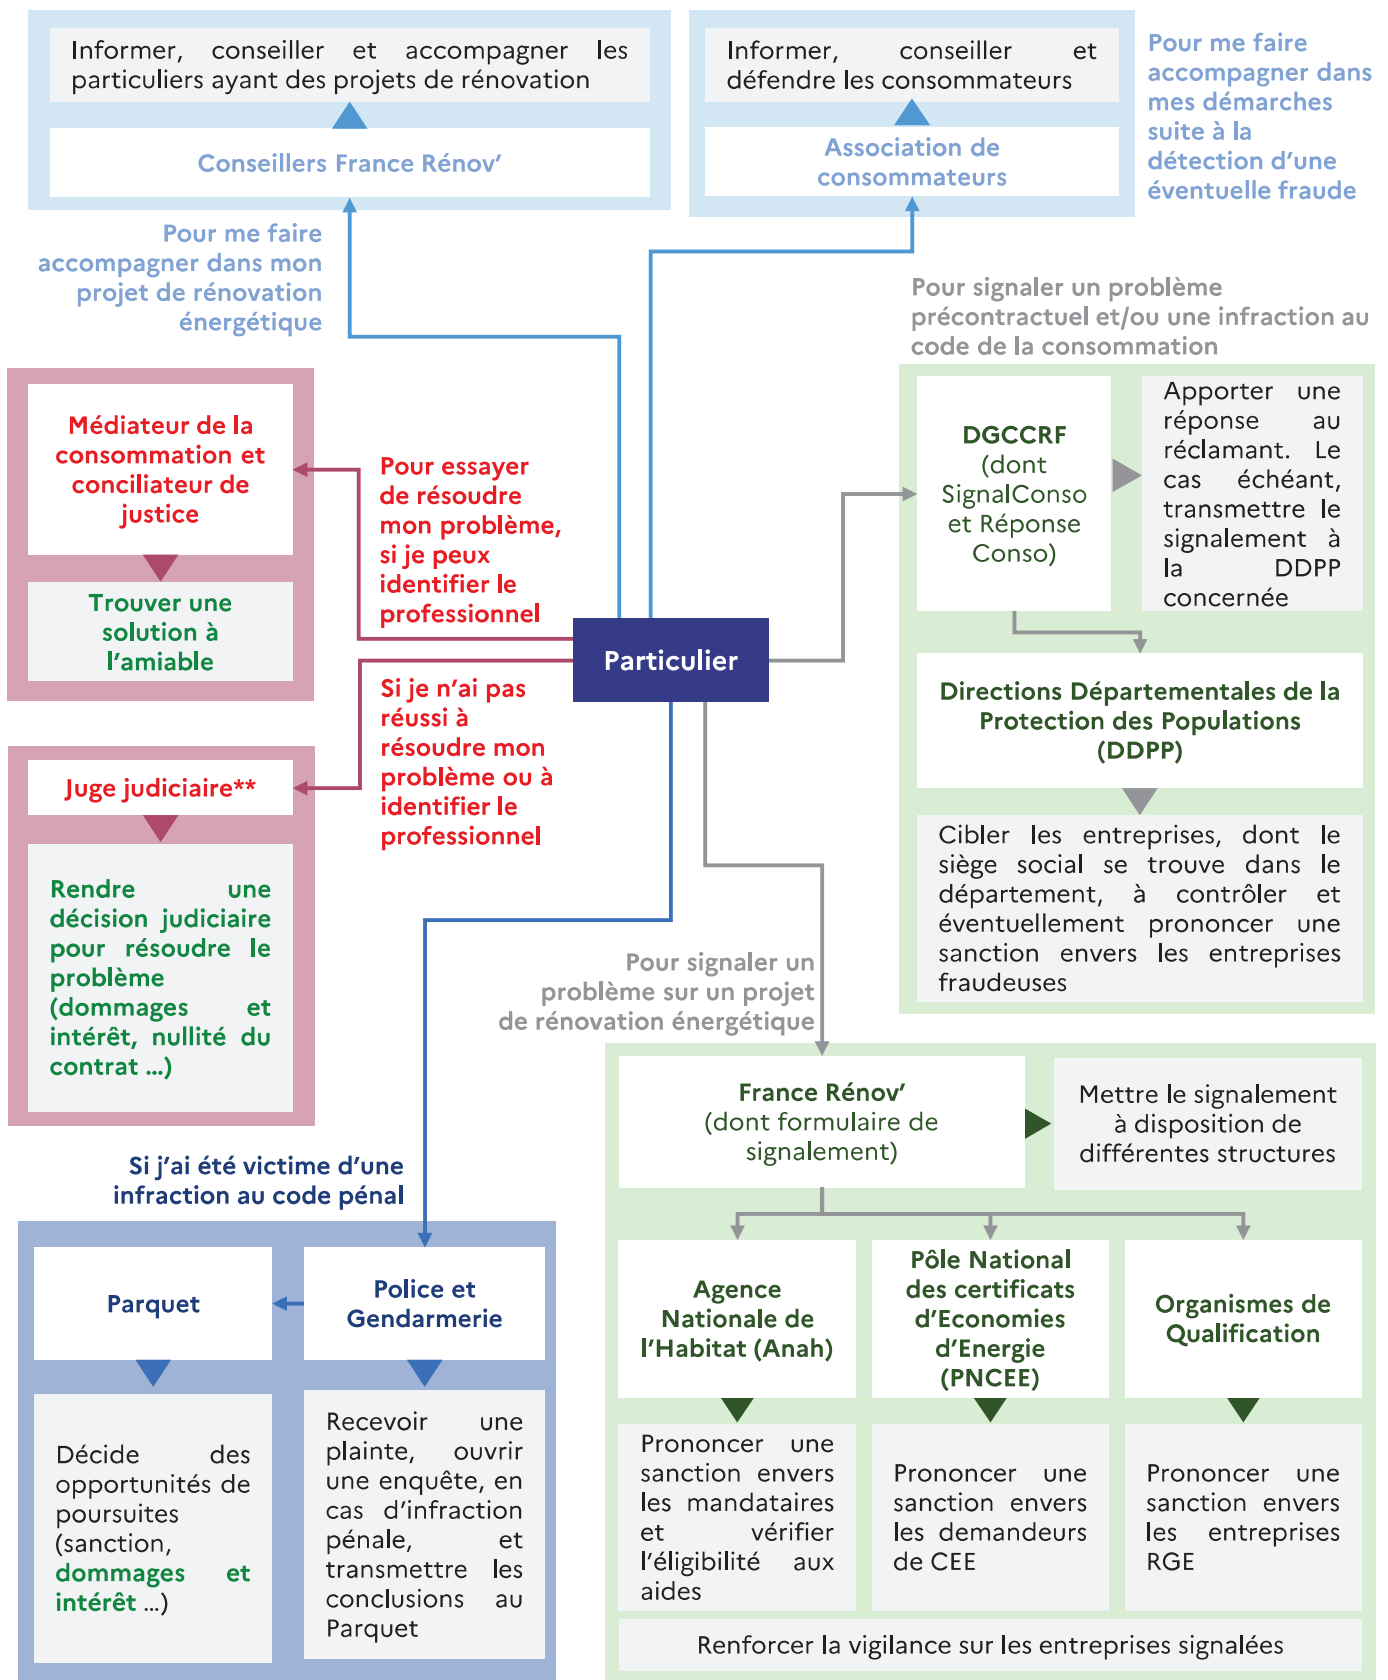 Informer, conseiller et accompagner les
particuliers ayant des projets de rénovation
Conseillers France Rénov’
Informer, conseiller et
défendre les consommateurs
Association de
consommateurs
Pour me faire
accompagner dans
mes démarches
suite à la
détection d’une
éventuelle fraude
Pour me faire
accompagner dans mon
projet de rénovation
énergétique
Pour signaler un problème
précontractuel et/ou une infraction au
code de la consommation
Médiateur de la
consommation et
conciliateur de
justice
Trouver une
solution à
l’amiable
Pour essayer
de résoudre
mon problème,
si je peux
identifier le
professionnel
DGCCRF
(dont
SignalConso
et Réponse
Conso)
Apporter une
réponse au
réclamant. Le
cas échéant,
transmettre le
signalement à
la DDPP
concernée
Particulier
Directions Départementales de la
Protection des Populations
(DDPP)
Cibler les entreprises, dont le
siège social se trouve dans le
département, à contrôler et
éventuellement prononcer une
sanction envers les entreprises
fraudeuses
Si je n’ai pas
réussi à
résoudre mon
problème ou à
identifier le
professionnel
Juge judiciaire**
Rendre une
décision judiciaire
pour résoudre le
problème
(dommages et
intérêt, nullité du
contrat ...)
Pour signaler un
problème sur un projet
de rénovation énergétique
France Rénov’
(dont formulaire de
signalement)
Mettre le signalement
à disposition de
différentes structures
Si j’ai été victime d’une
infraction au code pénal
Parquet
Police et
Gendarmerie
Décide des
opportunités de
poursuites
(sanction,
dommages et
intérêt ...)
Recevoir une
plainte, ouvrir
une enquête, en
cas d’infraction
pénale, et
transmettre les
conclusions au
Parquet
Agence
Nationale de
l’Habitat (Anah)
Pôle National
des certificats
d’Economies
d’Energie
(PNCEE)
Organismes de
Qualification
Prononcer une
sanction envers
les mandataires
et vérifier
l’éligibilité aux
aides
Prononcer une
sanction envers
les demandeurs
de CEE
Prononcer une
sanction envers
les entreprises
RGE
Renforcer la vigilance sur les entreprises signalées